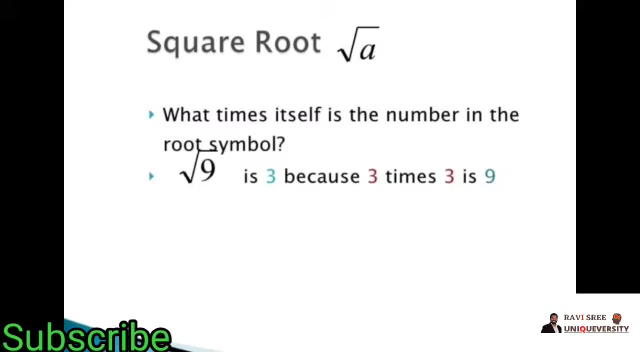 Square Root √a
What times itself is the number in the
root symbol?
√9 is 3 because 3 times 3 is 9
RAVI SREE
UNIQUEVERSITY
Subscribe